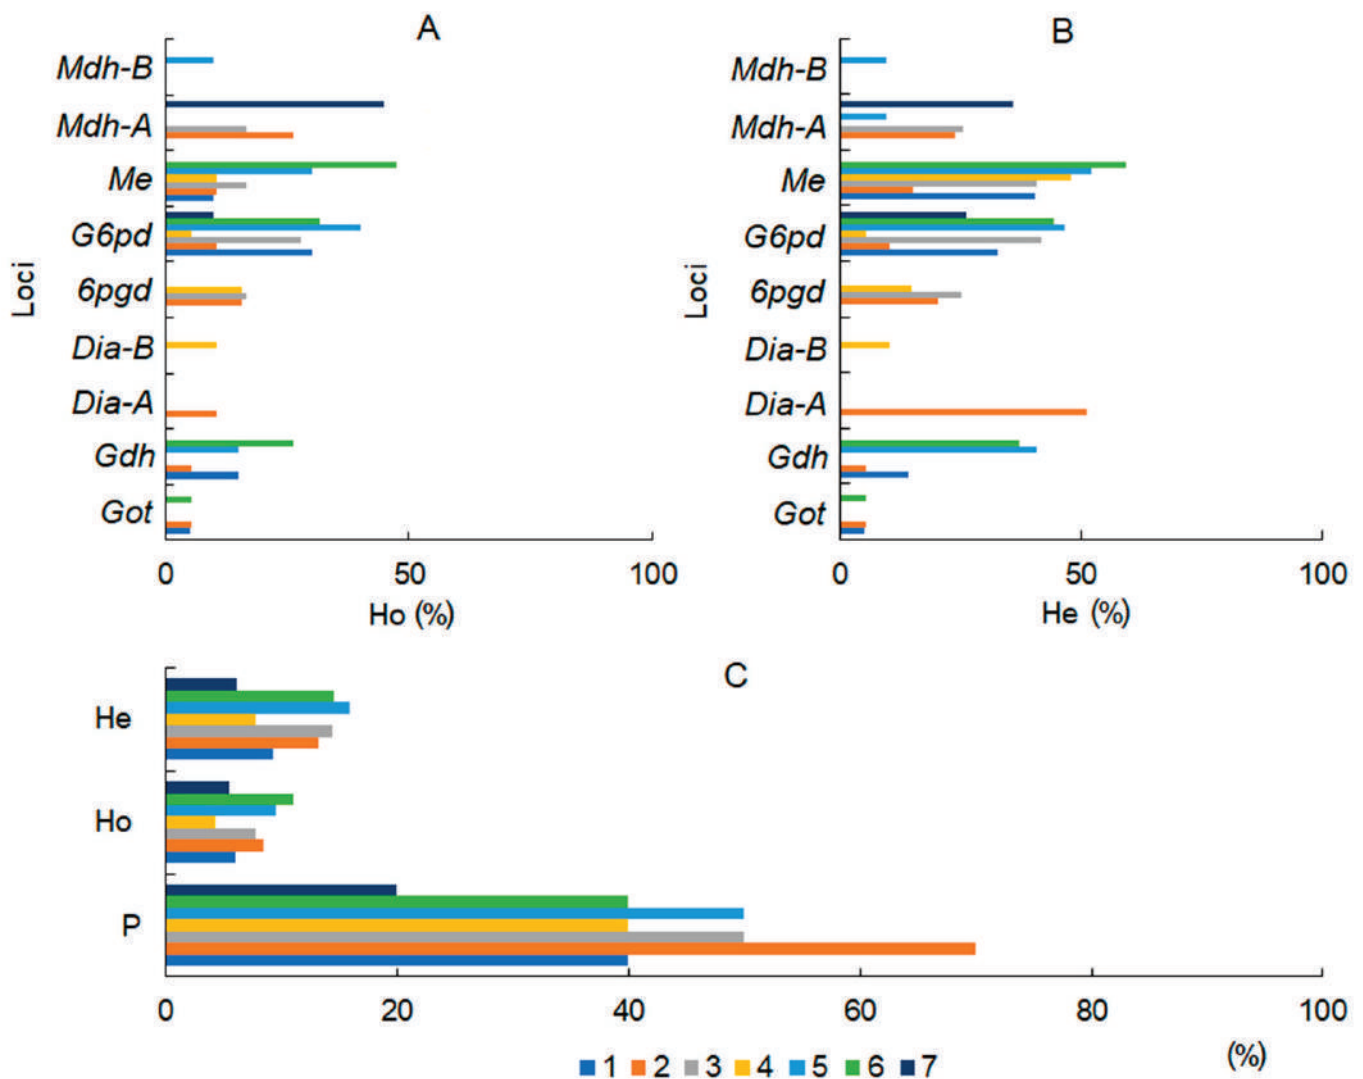 A
Mdh-B
Mdh-A
Me
G6pd
6pgd
Dia-B
Dia-A
Gdh
Got
Loci
0 50 100
Ho (%)
B
Mdh-B
Mdh-A
Me
G6pd
6pgd
Dia-B
Dia-A
Gdh
Got
Loci
0 50 100
He (%)
C
He
Ho
P
0 20 40 60 80 100
(%)
1 2 3 4 5 6 7